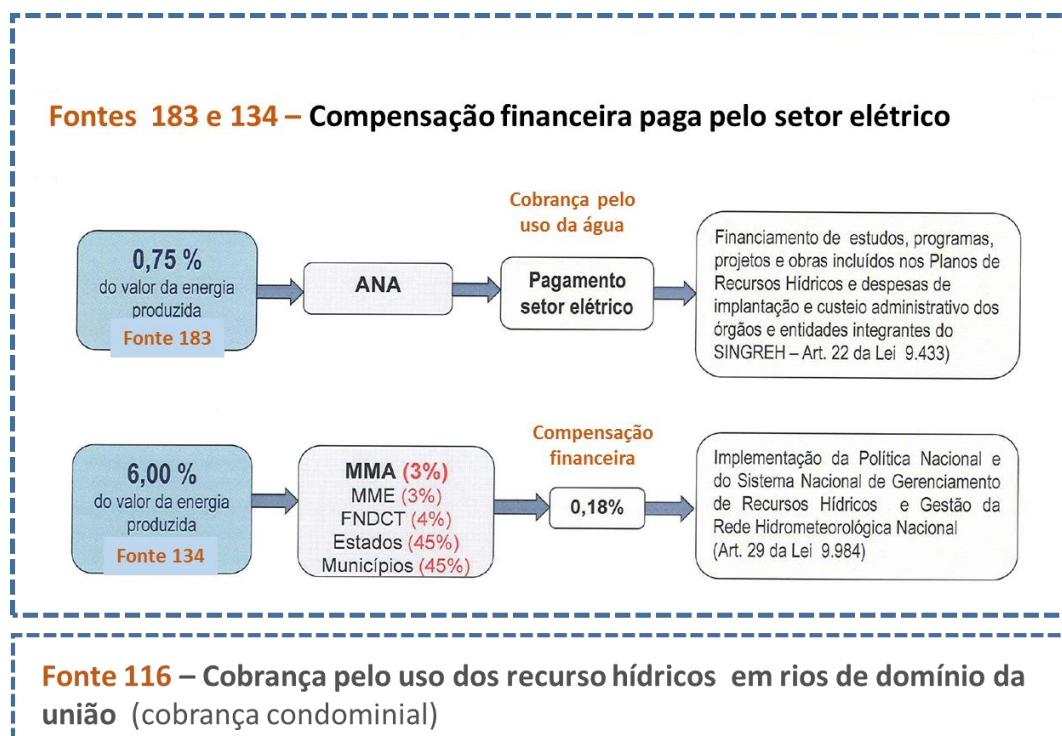 Fontes 183 e 134 – Compensação financeira paga pelo setor elétrico
Cobrança pelo
uso da água
0,75 %
do valor da energia
produzida
Fonte 183
ANA
Pagamento
setor elétrico
Financiamento de estudos, programas,
projetos e obras incluídos nos Planos de
Recursos Hídricos e despesas de
implantação e custeio administrativo dos
órgãos e entidades integrantes do
SINGREH – Art. 22 da Lei 9.433)
Compensação
financeira
6,00 %
do valor da energia
produzida
Fonte 134
MMA (3%)
MME (3%)
FNDCT (4%)
Estados (45%)
Municípios (45%)
0,18%
Implementação da Política Nacional e
do Sistema Nacional de Gerenciamento
de Recursos Hídricos e Gestão da
Rede Hidrometeorológica Nacional
(Art. 29 da Lei 9.984)
Fonte 116 – Cobrança pelo uso dos recurso hídricos em rios de domínio da
união (cobrança condominial)